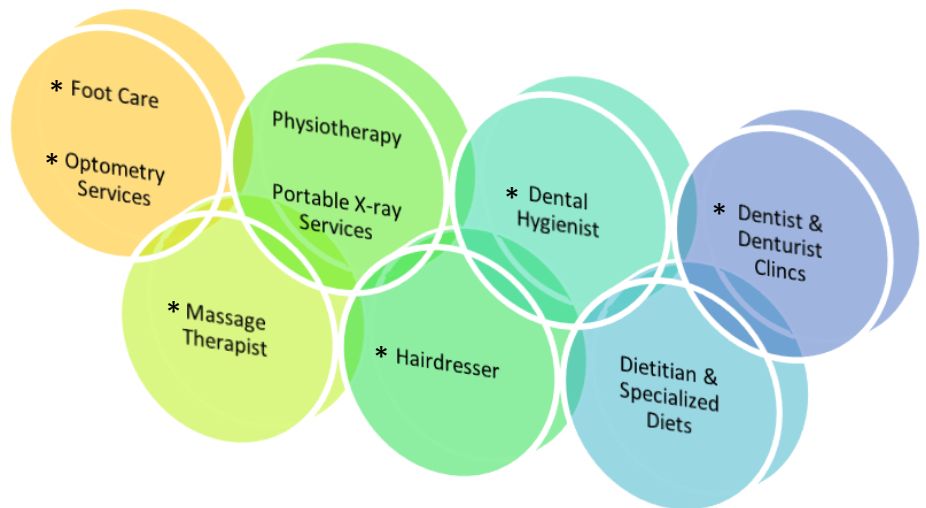 * Foot Care
* Optometry
Services
Physiotherapy
Portable X-ray
Services
* Dental
Hygienist
* Dentist &
Denturist
Clincs
* Massage
Therapist
* Hairdresser
Dietitian &
Specialized
Diets